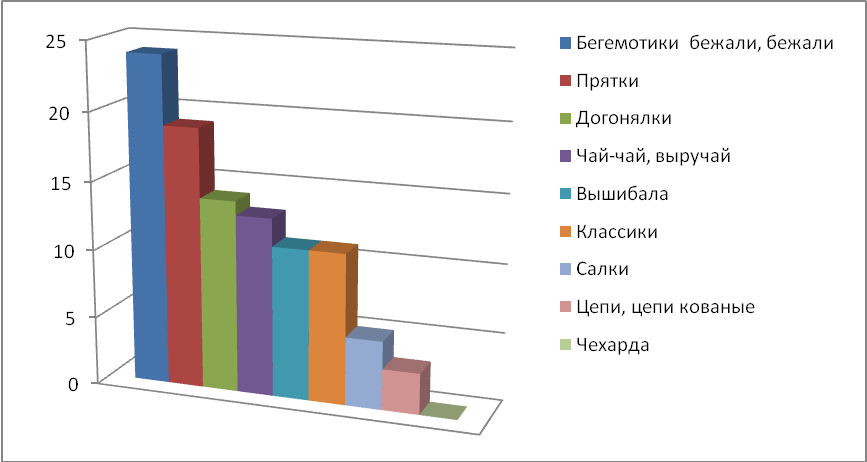 25
20
15
10
5
0
Бегемотики  бежали, бежали
Прятки
Догонялки
Чай-чай, выручай
Вышибала
Классики
Салки
Цепи, цепи кованые
Чехарда